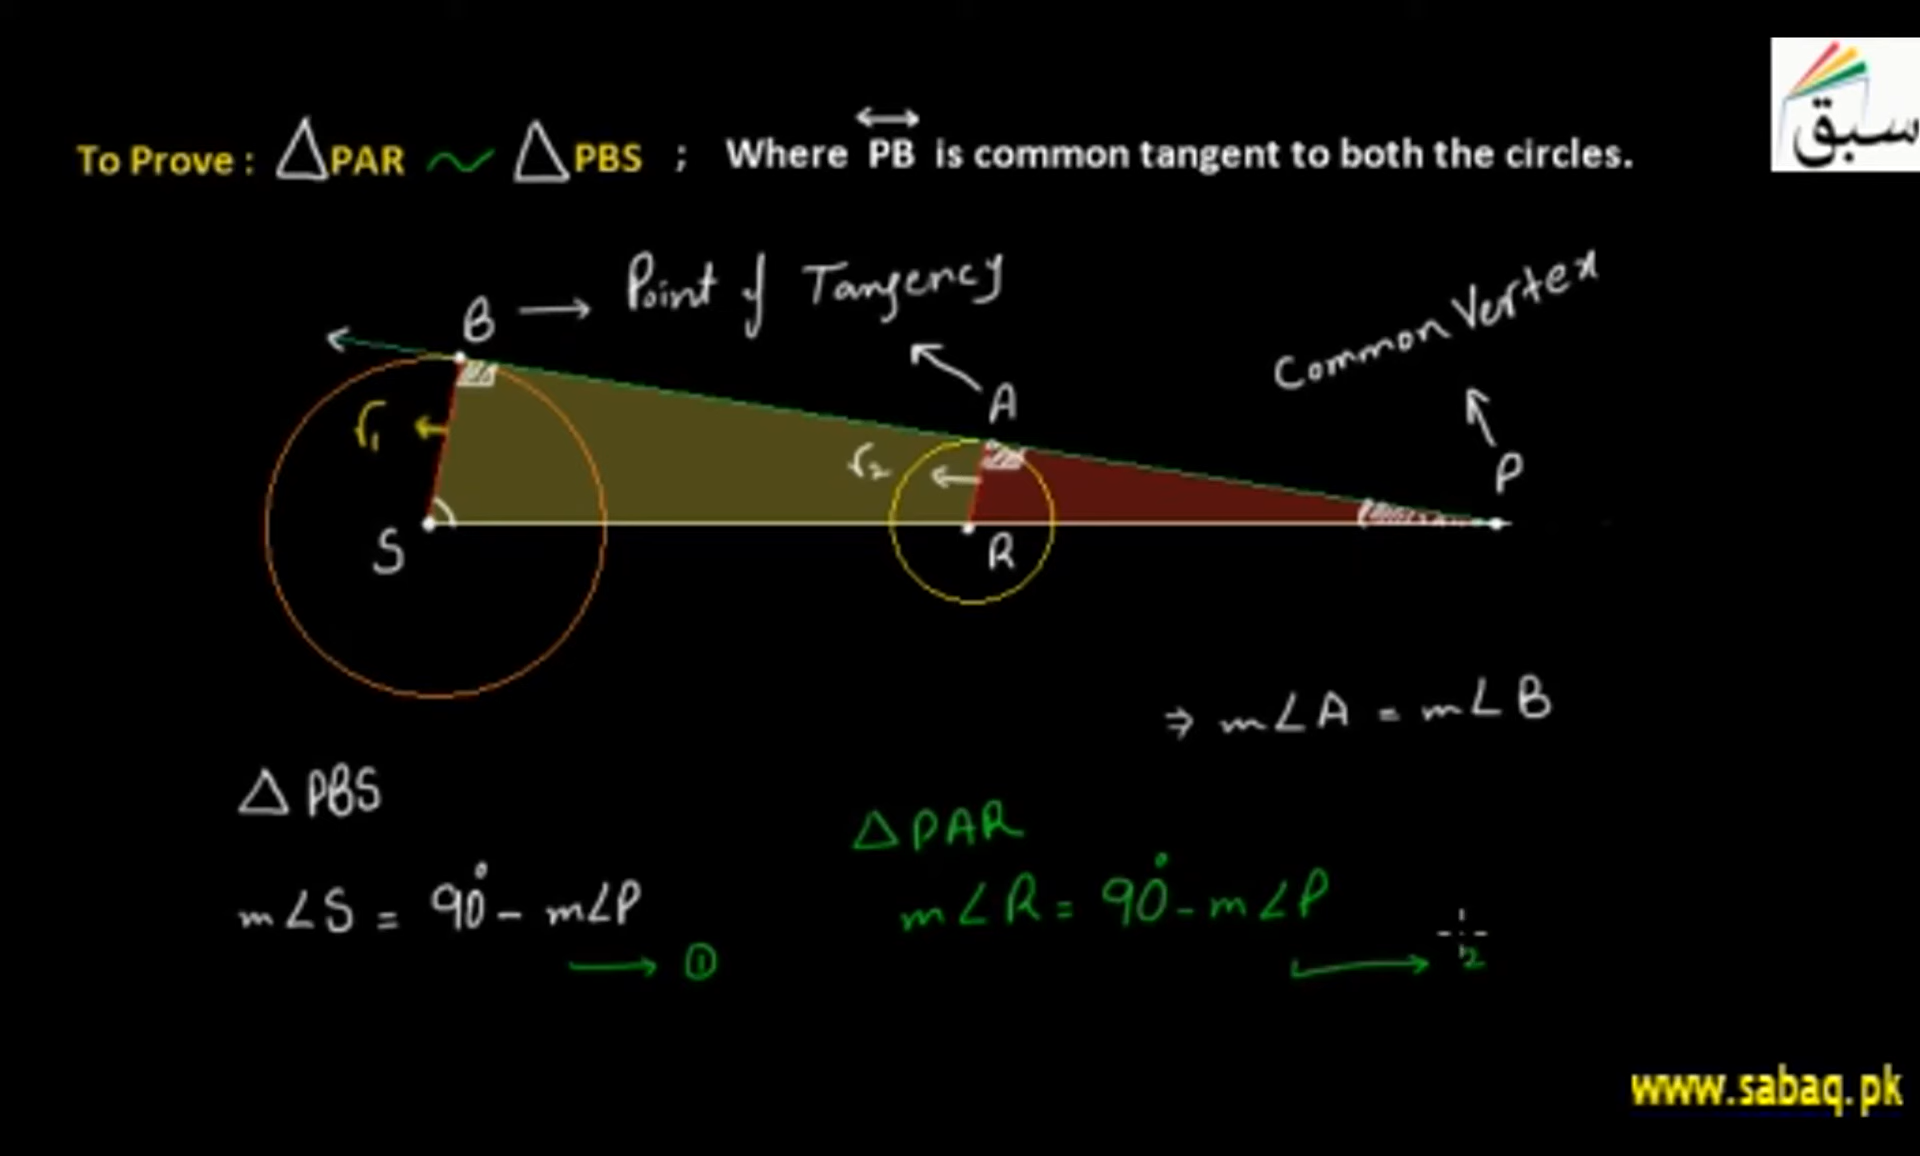 سبق
To Prove : △PAR ~ △PBS ; Where PB is common tangent to both the circles.
B → Point of Tangency
Common Vertex
A
r₁
r₂
P
S
R
⇒ m∠A = m∠B
△ PBS
△ PAR
m∠S = 90° - m∠P
m∠R = 90° - m∠P
→ ①
→ 2
www.sabaq.pk